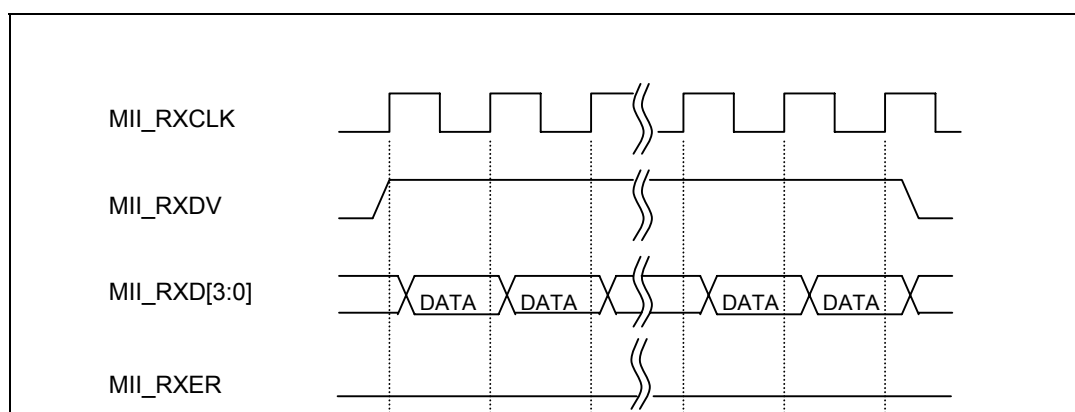 MII_RXCLK
MII_RXDV
MII_RXD[3:0]
DATA DATA DATA DATA
MII_RXER